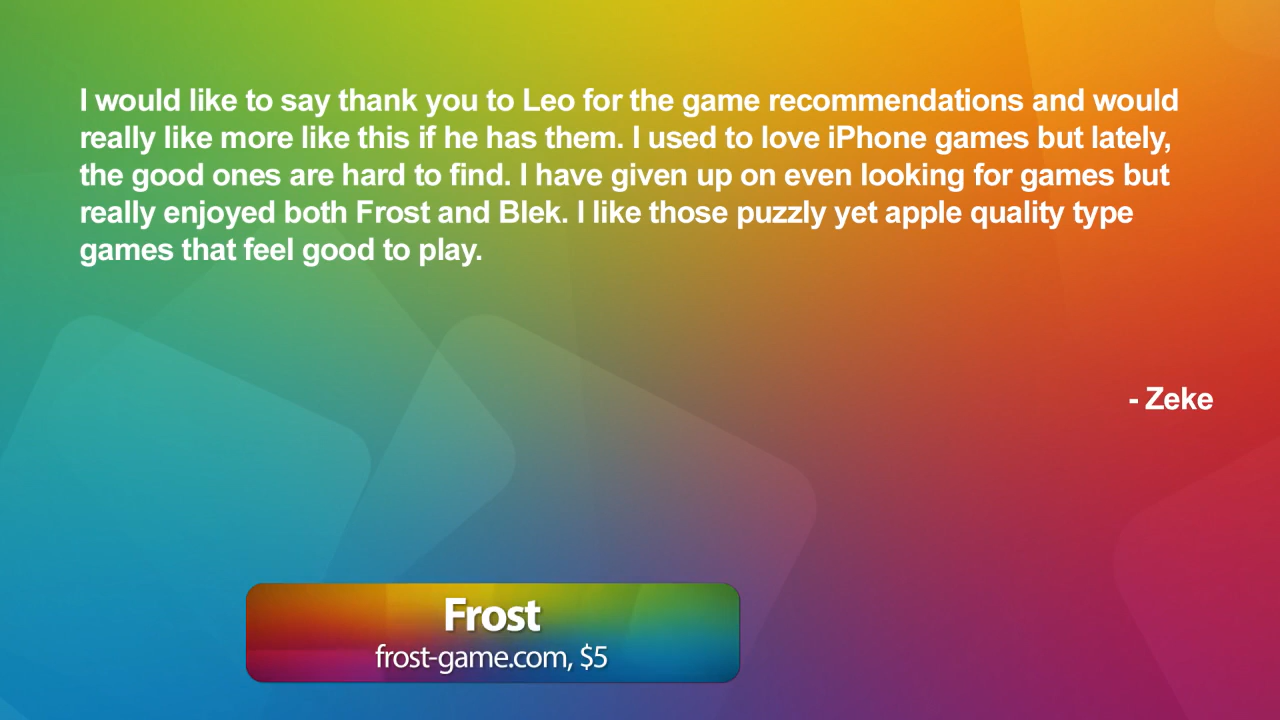 I would like to say thank you to Leo for the game recommendations and would
really like more like this if he has them. I used to love iPhone games but lately,
the good ones are hard to find. I have given up on even looking for games but
really enjoyed both Frost and Blek. I like those puzzly yet apple quality type
games that feel good to play.
- Zeke
Frost
frost-game.com, $5